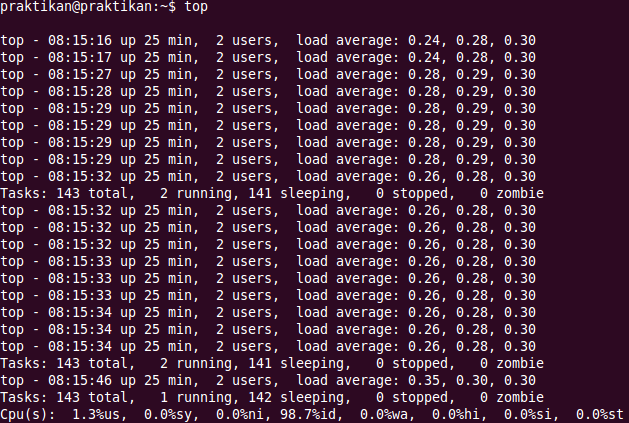 praktikan@praktikan:~$ top
top - 08:15:16 up 25 min,  2 users,  load average: 0.24, 0.28, 0.30
top - 08:15:17 up 25 min,  2 users,  load average: 0.24, 0.28, 0.30
top - 08:15:27 up 25 min,  2 users,  load average: 0.28, 0.29, 0.30
top - 08:15:28 up 25 min,  2 users,  load average: 0.28, 0.29, 0.30
top - 08:15:29 up 25 min,  2 users,  load average: 0.28, 0.29, 0.30
top - 08:15:29 up 25 min,  2 users,  load average: 0.28, 0.29, 0.30
top - 08:15:29 up 25 min,  2 users,  load average: 0.28, 0.29, 0.30
top - 08:15:29 up 25 min,  2 users,  load average: 0.28, 0.29, 0.30
top - 08:15:32 up 25 min,  2 users,  load average: 0.26, 0.28, 0.30
Tasks: 143 total,   2 running, 141 sleeping,   0 stopped,   0 zombie
top - 08:15:32 up 25 min,  2 users,  load average: 0.26, 0.28, 0.30
top - 08:15:32 up 25 min,  2 users,  load average: 0.26, 0.28, 0.30
top - 08:15:32 up 25 min,  2 users,  load average: 0.26, 0.28, 0.30
top - 08:15:33 up 25 min,  2 users,  load average: 0.26, 0.28, 0.30
top - 08:15:33 up 25 min,  2 users,  load average: 0.26, 0.28, 0.30
top - 08:15:33 up 25 min,  2 users,  load average: 0.26, 0.28, 0.30
top - 08:15:34 up 25 min,  2 users,  load average: 0.26, 0.28, 0.30
top - 08:15:34 up 25 min,  2 users,  load average: 0.26, 0.28, 0.30
top - 08:15:34 up 25 min,  2 users,  load average: 0.26, 0.28, 0.30
Tasks: 143 total,   2 running, 141 sleeping,   0 stopped,   0 zombie
top - 08:15:46 up 25 min,  2 users,  load average: 0.35, 0.30, 0.30
Tasks: 143 total,   1 running, 142 sleeping,   0 stopped,   0 zombie
Cpu(s):  1.3%us,  0.0%sy,  0.0%ni, 98.7%id,  0.0%wa,  0.0%hi,  0.0%si,  0.0%st